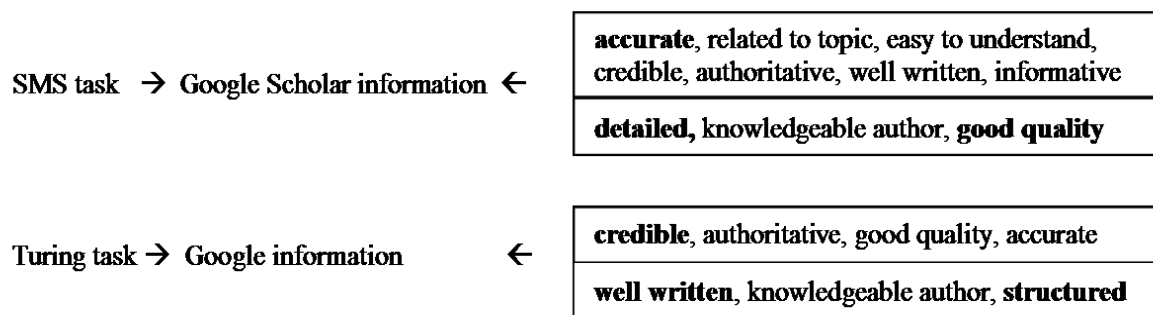 accurate, related to topic, easy to understand,
SMS task → Google Scholar information ← credible, authoritative, well written, informative
detailed, knowledgeable author, good quality
credible, authoritative, good quality, accurate
Turing task → Google information ←
well written, knowledgeable author, structured